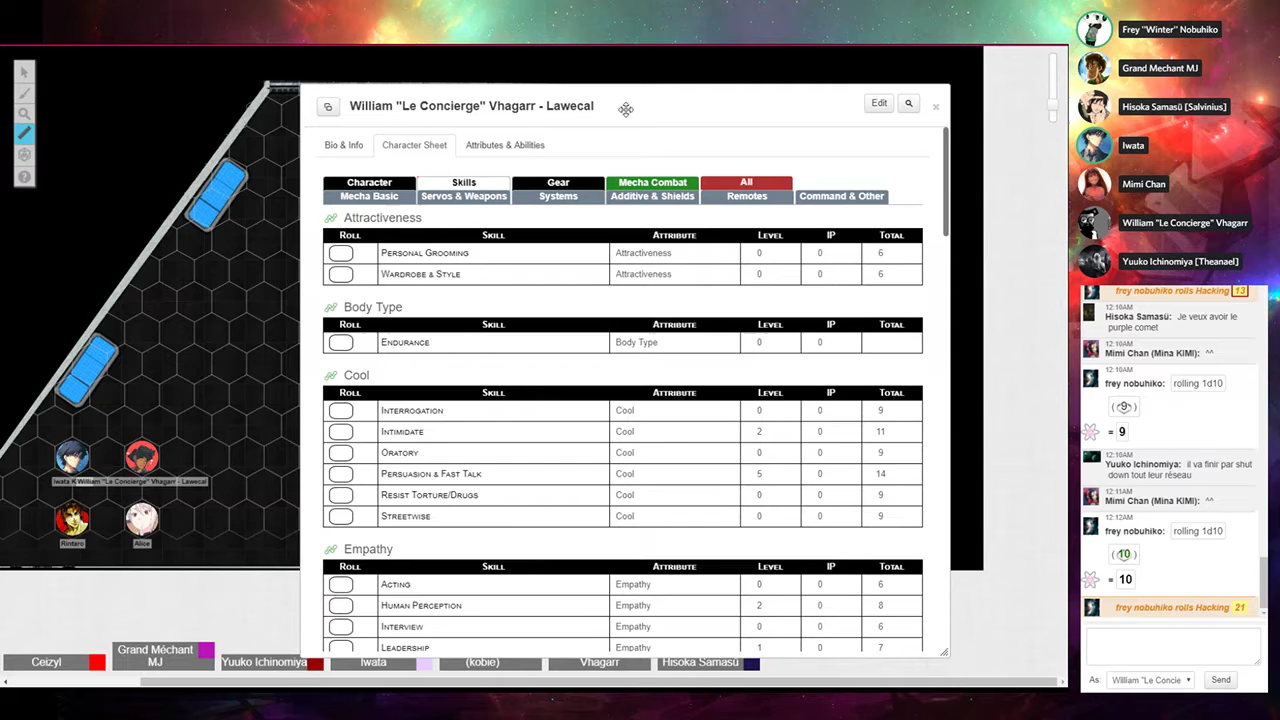 William "Le Concierge" Vhagarr - Lawecal
Edit
Bio & Info
Character Sheet
Attributes & Abilities
Character
Skills
Gear
Mecha Combat
All
Mecha Basic
Servos & Weapons
Systems
Additive & Shields
Remotes
Command & Other
Attractiveness
Roll Skill Attribute Level IP Total
Personal Grooming Attractiveness 0 0 6
Wardrobe & Style Attractiveness 0 0 6
Body Type
Roll Skill Attribute Level IP Total
Endurance Body Type 0 0
Cool
Roll Skill Attribute Level IP Total
Interrogation Cool 0 0 9
Intimidate Cool 2 0 11
Oratory Cool 0 0 9
Persuasion & Fast Talk Cool 5 0 14
Resist Torture/Drugs Cool 0 0 9
Streetwise Cool 0 0 9
Empathy
Roll Skill Attribute Level IP Total
Acting Empathy 0 0 6
Human Perception Empathy 2 0 8
Interview Empathy 0 0 6
Leadership Empathy 1 0 7
Iwata K
William "Le Concierge" Vhagarr - Lawecal
Rintaro
Alice
Ceizyl
Grand Méchant
MJ
Yuuko Ichinomiya
Iwata
(kobie)
Vhagarr
Hisoka Samasü
Frey "Winter" Nobuhiko
Grand Mechant MJ
Hisoka Samasü [Salvinius]
Iwata
Mimi Chan
William "Le Concierge" Vhagarr
Yuuko Ichinomiya [Theanael]
frey nobuhiko rolls Hacking 13
12:10AM
Hisoka Samasü: Je veux avoir le
purple comet
12:10AM
Mimi Chan (Mina KIMI): ^^
12:10AM
frey nobuhiko: rolling 1d10
(9)
= 9
12:10AM
Yuuko Ichinomiya: il va finir par shut
down tout leur réseau
12:11AM
Mimi Chan (Mina KIMI): ^^
12:12AM
frey nobuhiko: rolling 1d10
(10)
= 10
frey nobuhiko rolls Hacking 21
As: William "Le Concie
Send